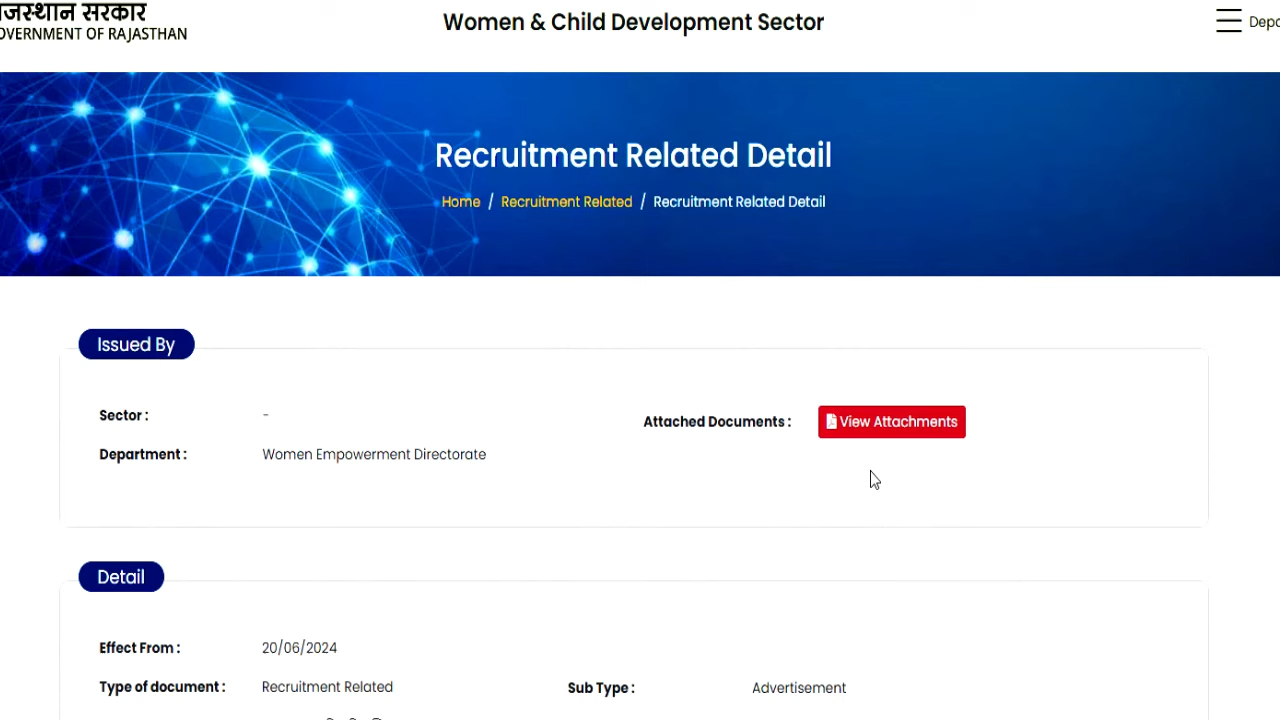 जस्थान सरकार
OVERNMENT OF RAJASTHAN
Women & Child Development Sector
Recruitment Related Detail
Home / Recruitment Related / Recruitment Related Detail
Issued By
Sector : -
Attached Documents : View Attachments
Department : Women Empowerment Directorate
Detail
Effect From : 20/06/2024
Type of document : Recruitment Related
Sub Type : Advertisement